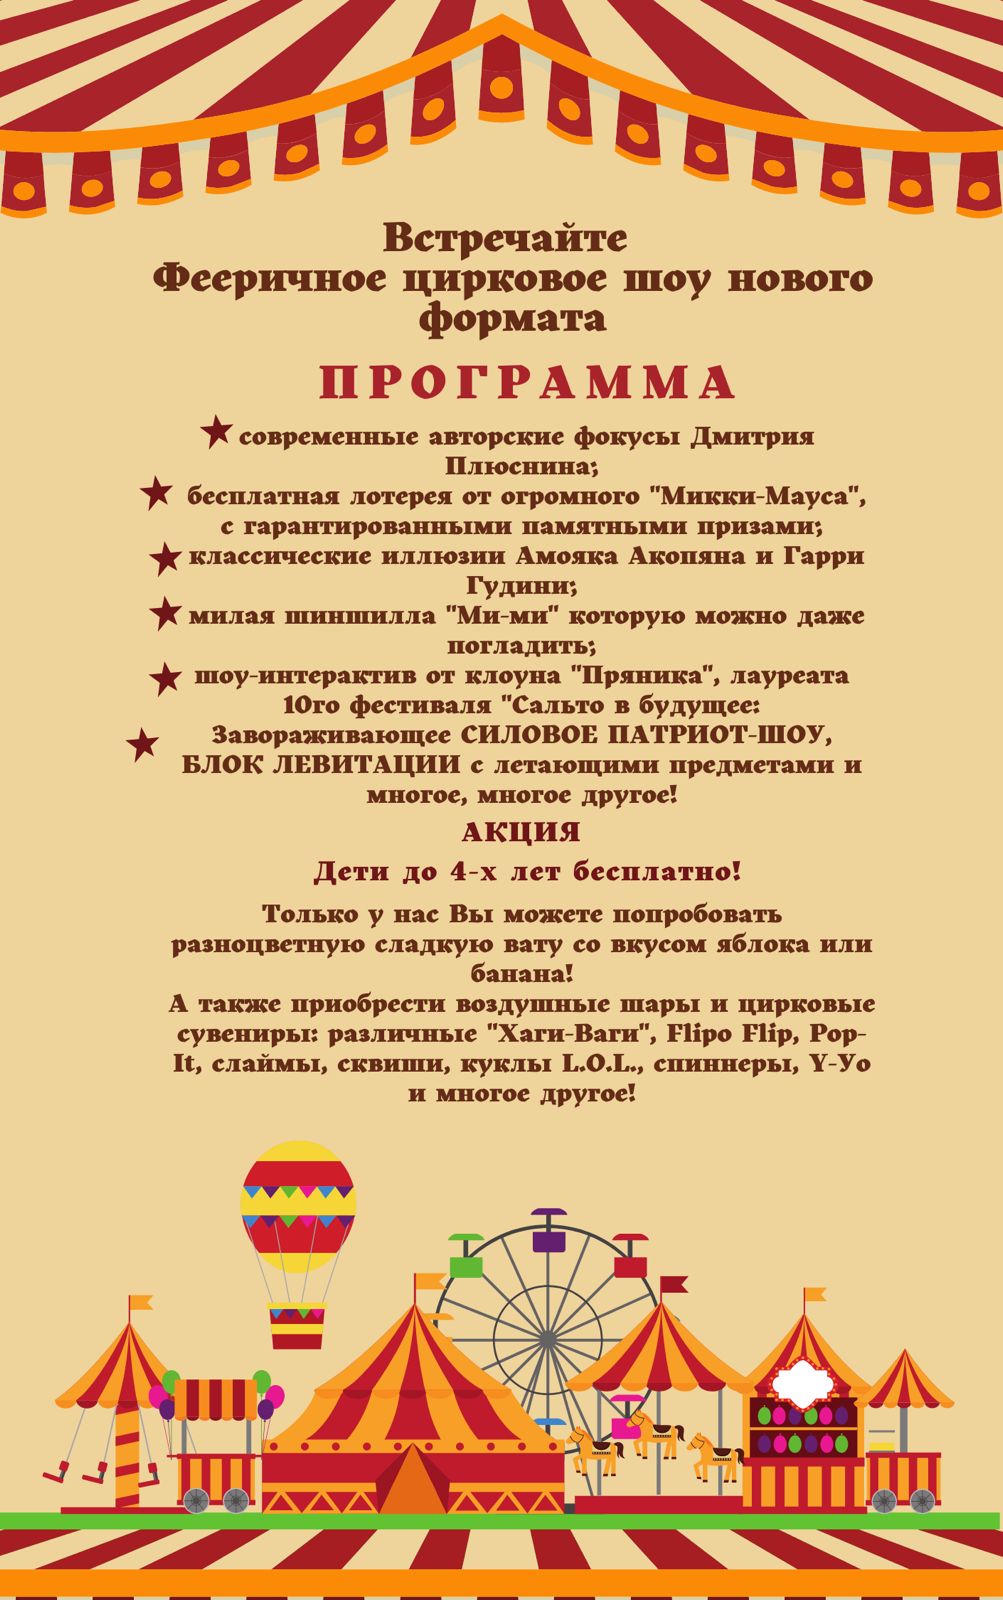 Встречайте
Фееричное цирковое шоу нового
формата
ПРОГРАММА
современные авторские фокусы Дмитрия
Плюснина;
бесплатная лотерея от огромного "Микки-Мауса",
с гарантированными памятными призами;
классические иллюзии Амояка Акопяна и Гарри
Гудини;
милая шиншилла "Ми-ми" которую можно даже
погладить;
шоу-интерактив от клоуна "Пряника", лауреата
10го фестиваля "Сальто в будущее:
Завораживающее СИЛОВОЕ ПАТРИОТ-ШОУ,
БЛОК ЛЕВИТАЦИИ с летающими предметами и
многое, многое другое!
АКЦИЯ
Дети до 4-х лет бесплатно!
Только у нас Вы можете попробовать
разноцветную сладкую вату со вкусом яблока или
банана!
А также приобрести воздушные шары и цирковые
сувениры: различные "Хаги-Ваги", Flipo Flip, Pop-
It, слаймы, сквиши, куклы L.O.L., спиннеры, Y-Yo
и многое другое!